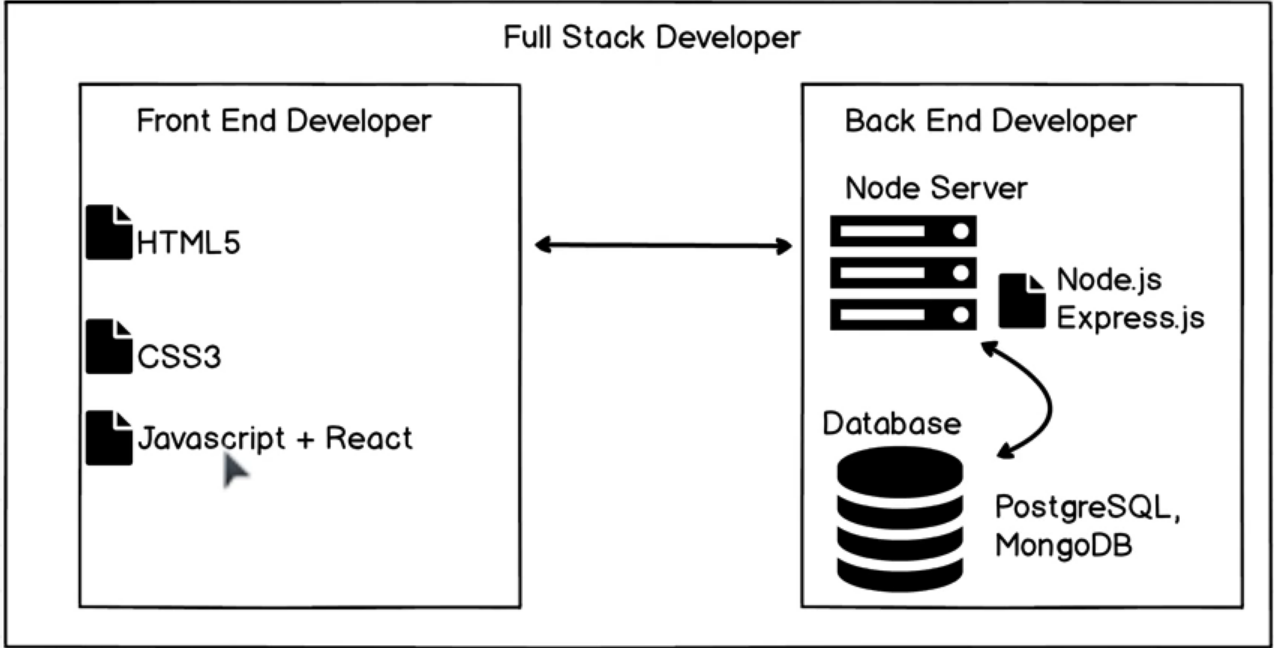 Full Stack Developer
Front End Developer
HTML5
CSS3
Javascript + React
Back End Developer
Node Server
Node.js
Express.js
Database
PostgreSQL,
MongoDB